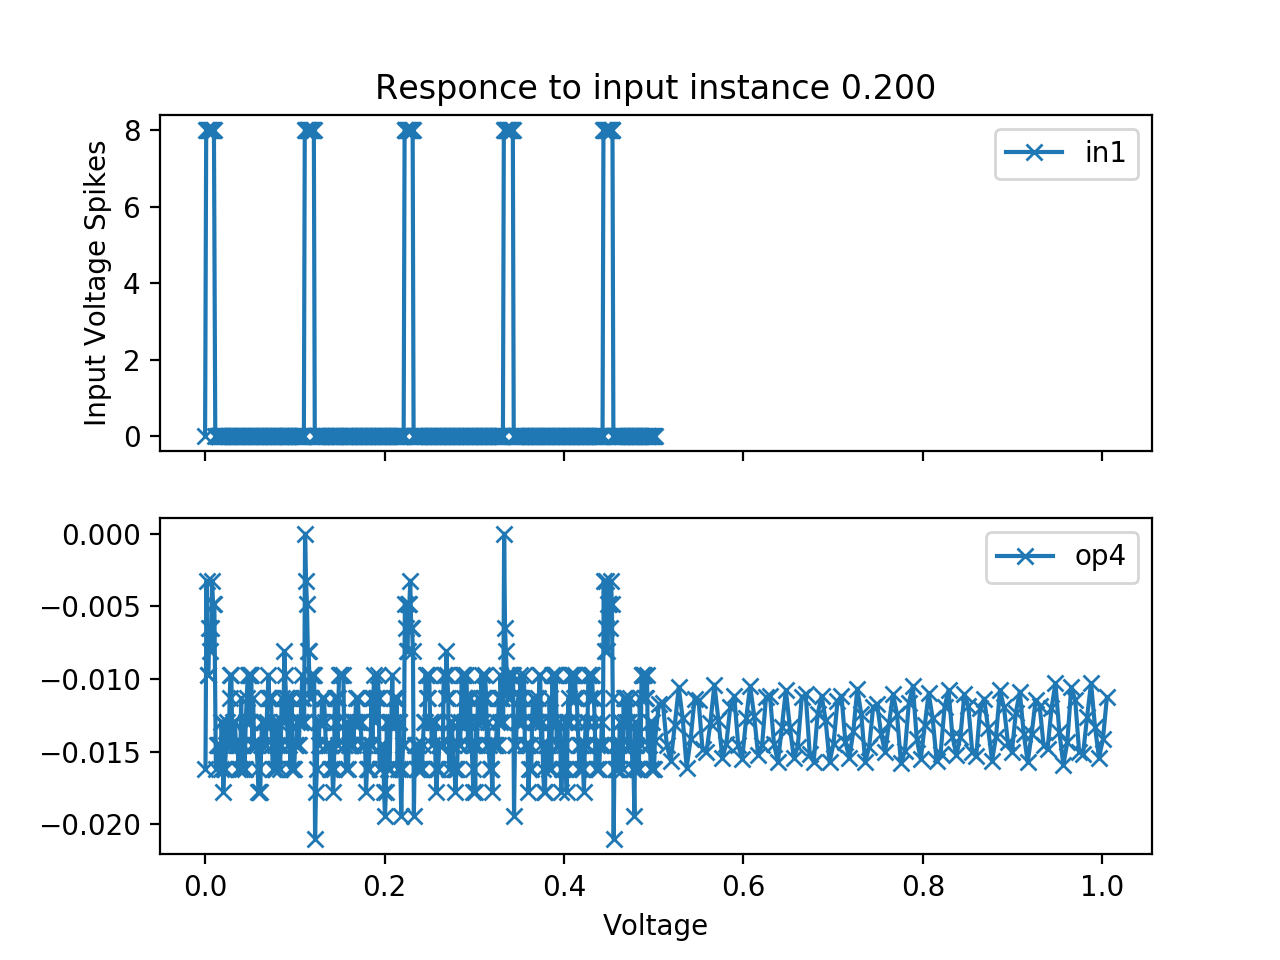 Responce to input instance 0.200
Input Voltage Spikes
8
6
4
2
0
in1
0.000
−0.005
−0.010
−0.015
−0.020
op4
0.0 0.2 0.4 0.6 0.8 1.0
Voltage